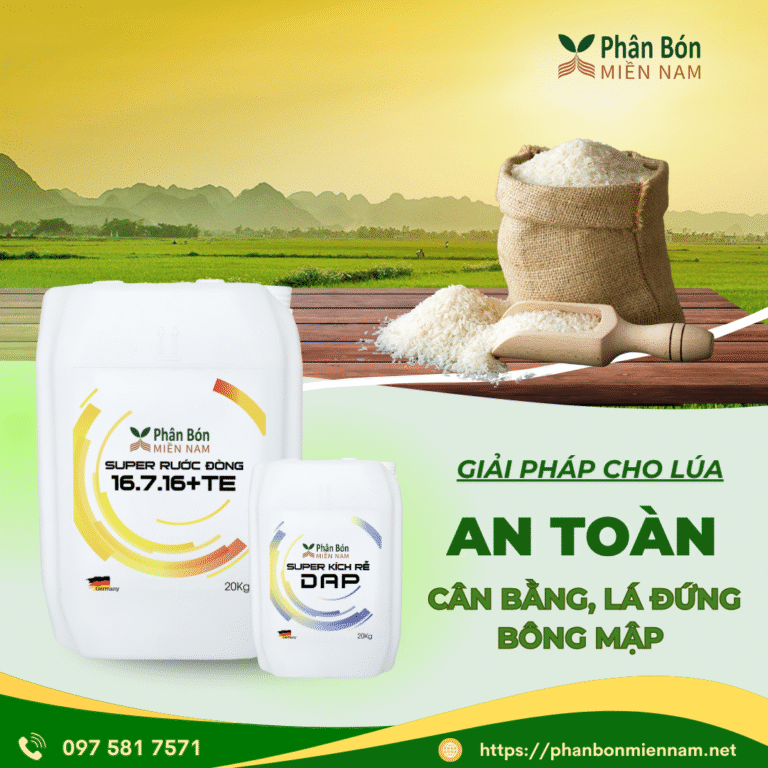 Phân Bón
MIỀN NAM
Phân Bón
MIỀN NAM
SUPER RƯỚC ĐÒNG
16.7.16+TE
Germany
20Kg
Phân Bón
MIỀN NAM
SUPER KÍCH RỄ
DAP
Germany
20Kg
GIẢI PHÁP CHO LÚA
AN TOÀN
CÂN BẰNG, LÁ ĐỨNG
BÔNG MẬP
097 581 7571
https://phanbonmiennam.net